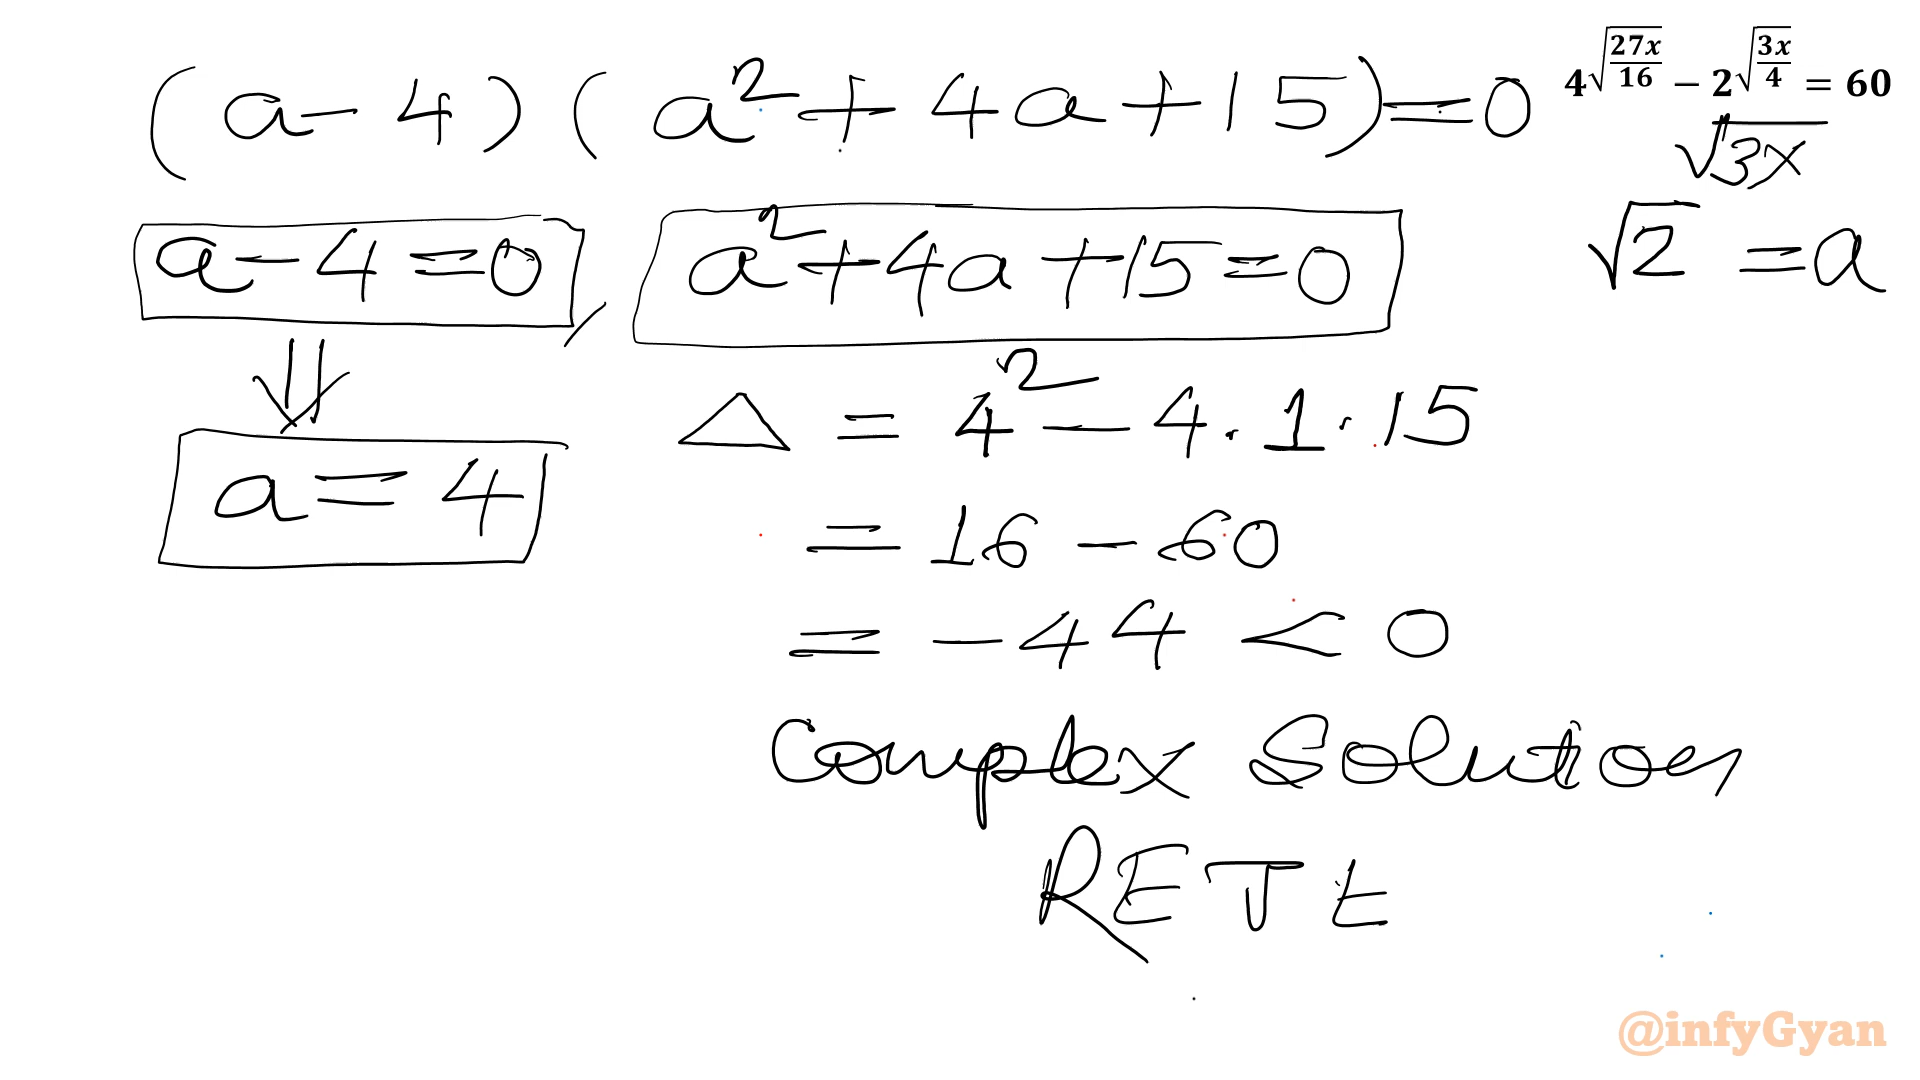 (a-4)(a²+4a+15)=0
4^√(27x/16) − 2^√(3x/4) = 60
√2^√(3x) = a
a-4=0, a²+4a+15=0
a=4
△ = 4²-4.1.15
=16-60
=-44<0
Complex Solution
@infyGyan